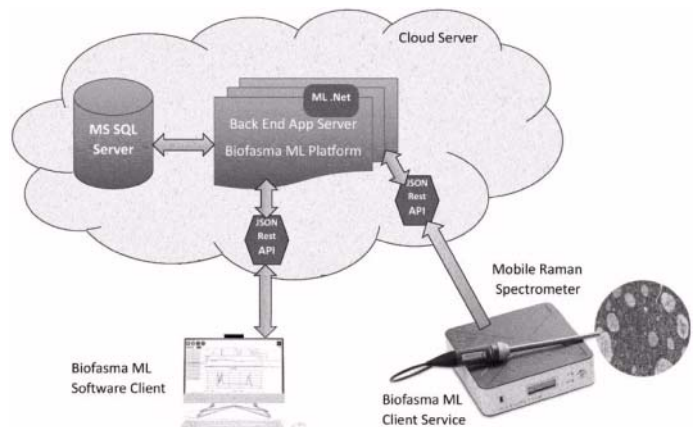 Cloud Server
ML .Net
MS SQL
Server
Back End App Server
Biofasma ML Platform
JSON
Rest
API
JSON
Rest
API
Mobile Raman
Spectrometer
Biofasma ML
Software Client
Biofasma ML
Client Service